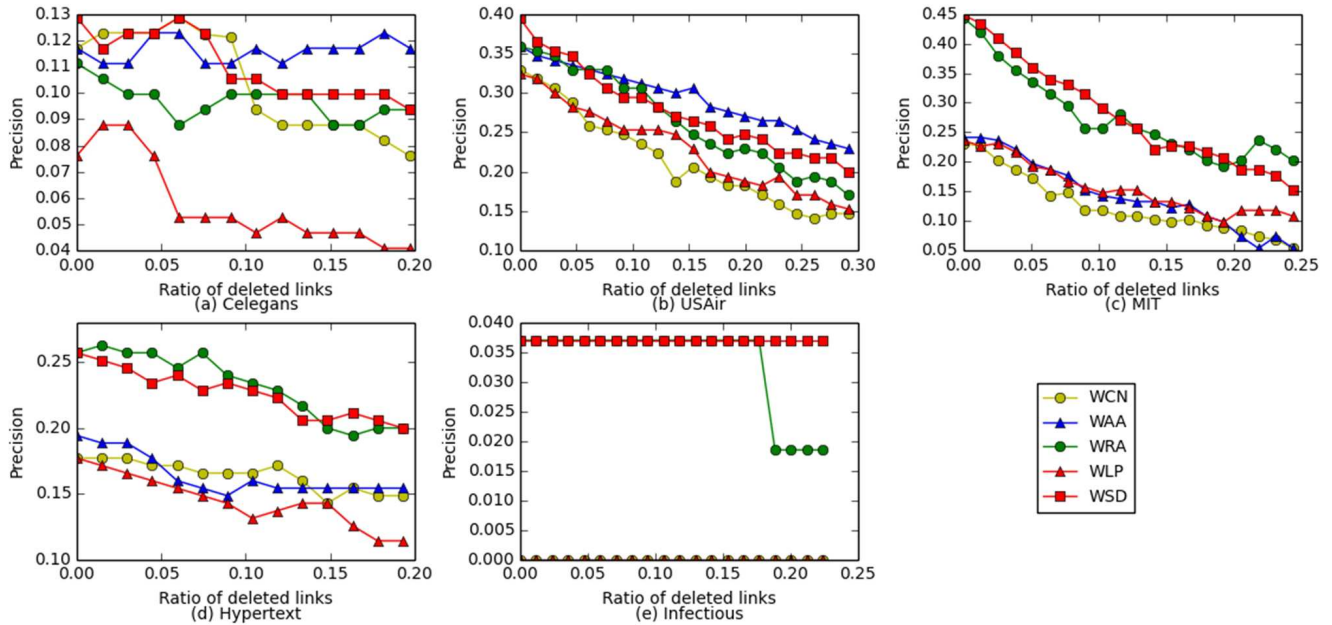 0.13
0.12
0.11
0.10
0.09
0.08
0.07
0.06
0.05
0.04
Precision
0.00 0.05 0.10 0.15 0.20
Ratio of deleted links
(a) Celegans
0.40
0.35
0.30
0.25
0.20
0.15
0.10
Precision
0.00 0.05 0.10 0.15 0.20 0.25 0.30
Ratio of deleted links
(b) USAir
0.45
0.40
0.35
0.30
0.25
0.20
0.15
0.10
0.05
Precision
0.00 0.05 0.10 0.15 0.20 0.25
Ratio of deleted links
(c) MIT
0.25
0.20
0.15
0.10
Precision
0.00 0.05 0.10 0.15 0.20
Ratio of deleted links
(d) Hypertext
0.040
0.035
0.030
0.025
0.020
0.015
0.010
0.005
0.000
Precision
0.00 0.05 0.10 0.15 0.20 0.25
Ratio of deleted links
(e) Infectious
WCN
WAA
WRA
WLP
WSD